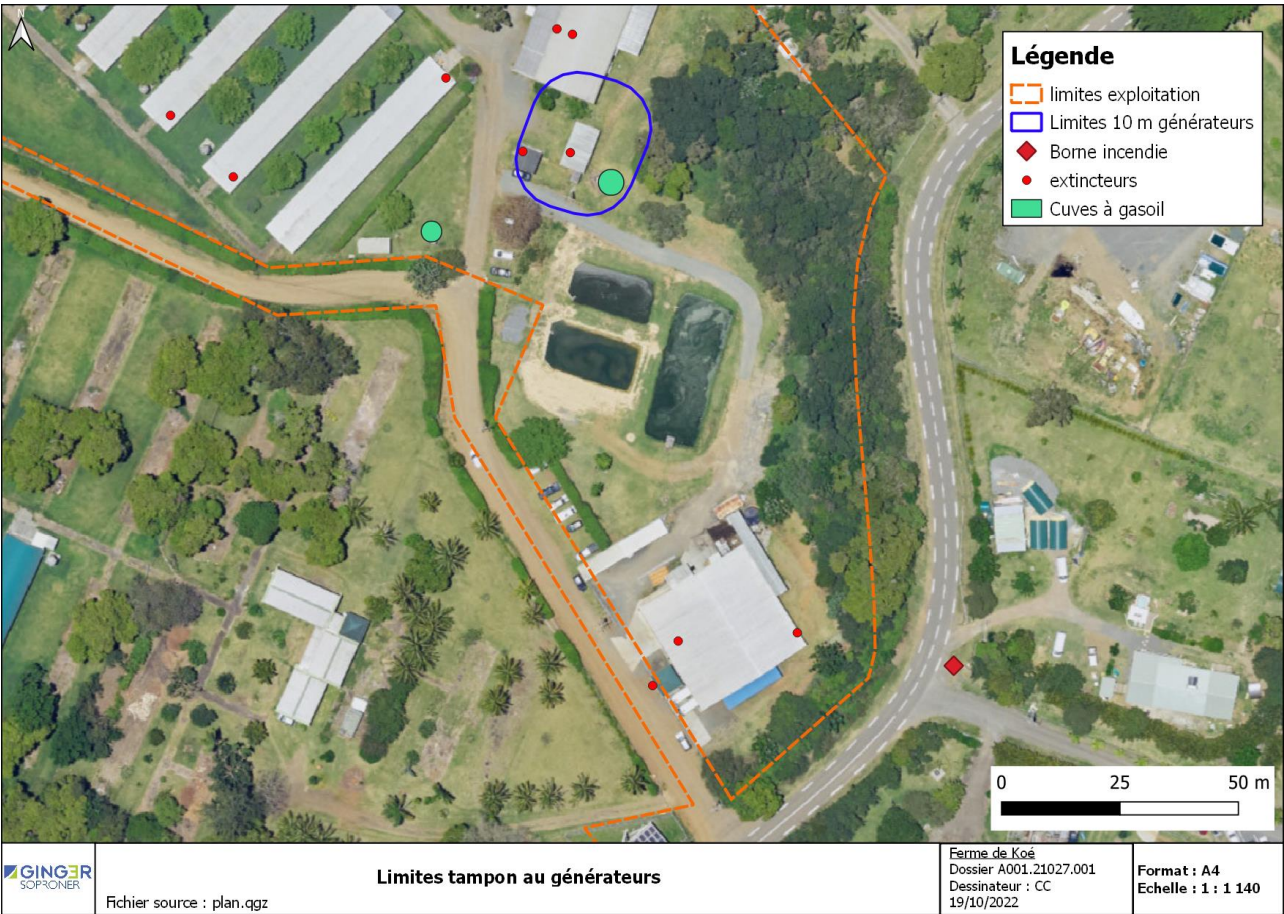 N
Légende
limites exploitation
Limites 10 m générateurs
Borne incendie
extincteurs
Cuves à gasoil
0 25 50 m
GINGER
SOPRONER
Fichier source : plan.qgz
Limites tampon au générateurs
Ferme de Koé
Dossier A001.21027.001
Dessinateur : CC
19/10/2022
Format : A4
Echelle : 1 : 1 140